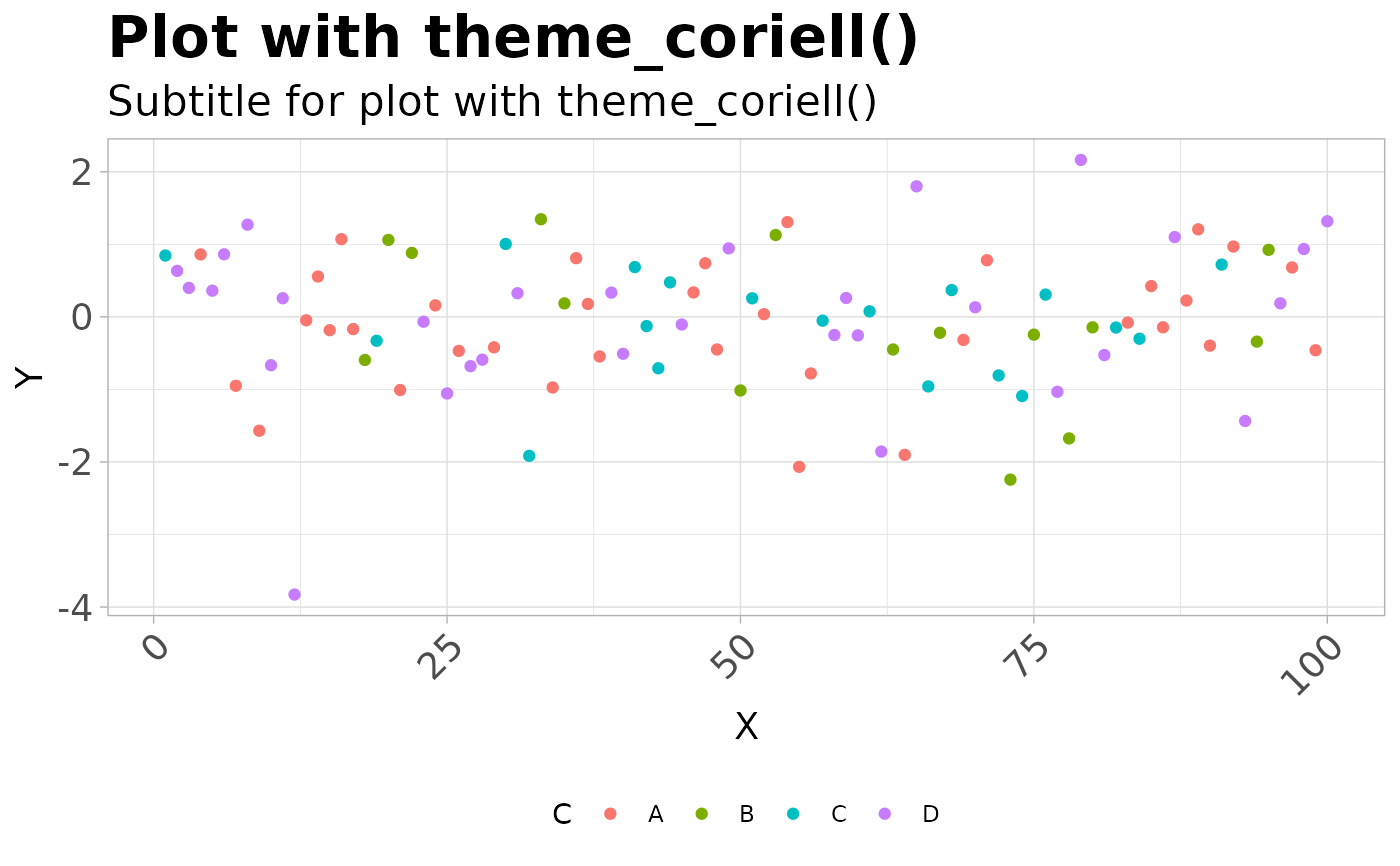 Plot with theme_coriell()
Subtitle for plot with theme_coriell()
2
0
-2
-4
Y
0 25 50 75 100
X
C A B C D